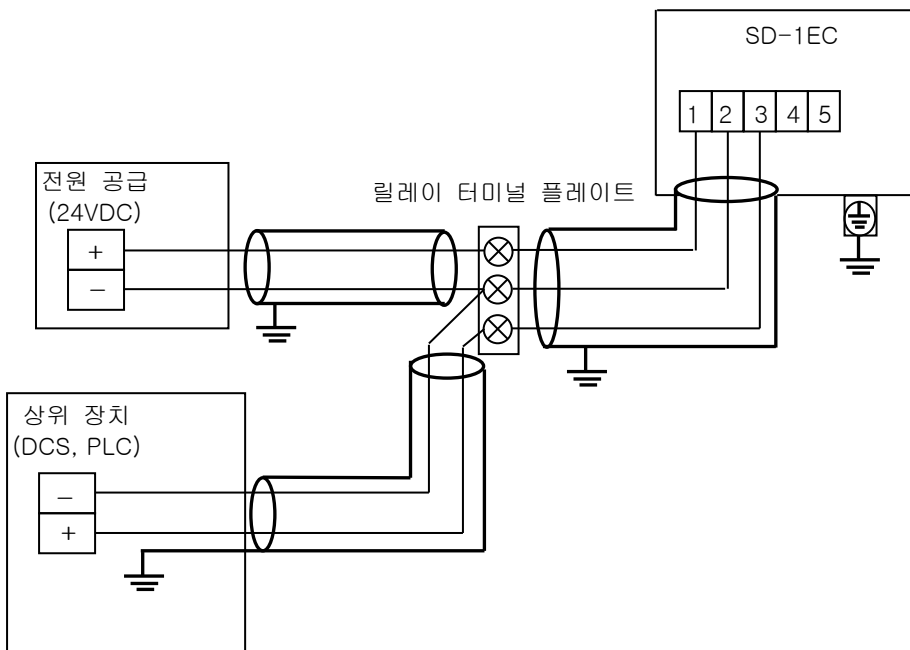 SD-1EC
1 2 3 4 5
전원 공급
(24VDC)
+
−
릴레이 터미널 플레이트
상위 장치
(DCS, PLC)
−
+